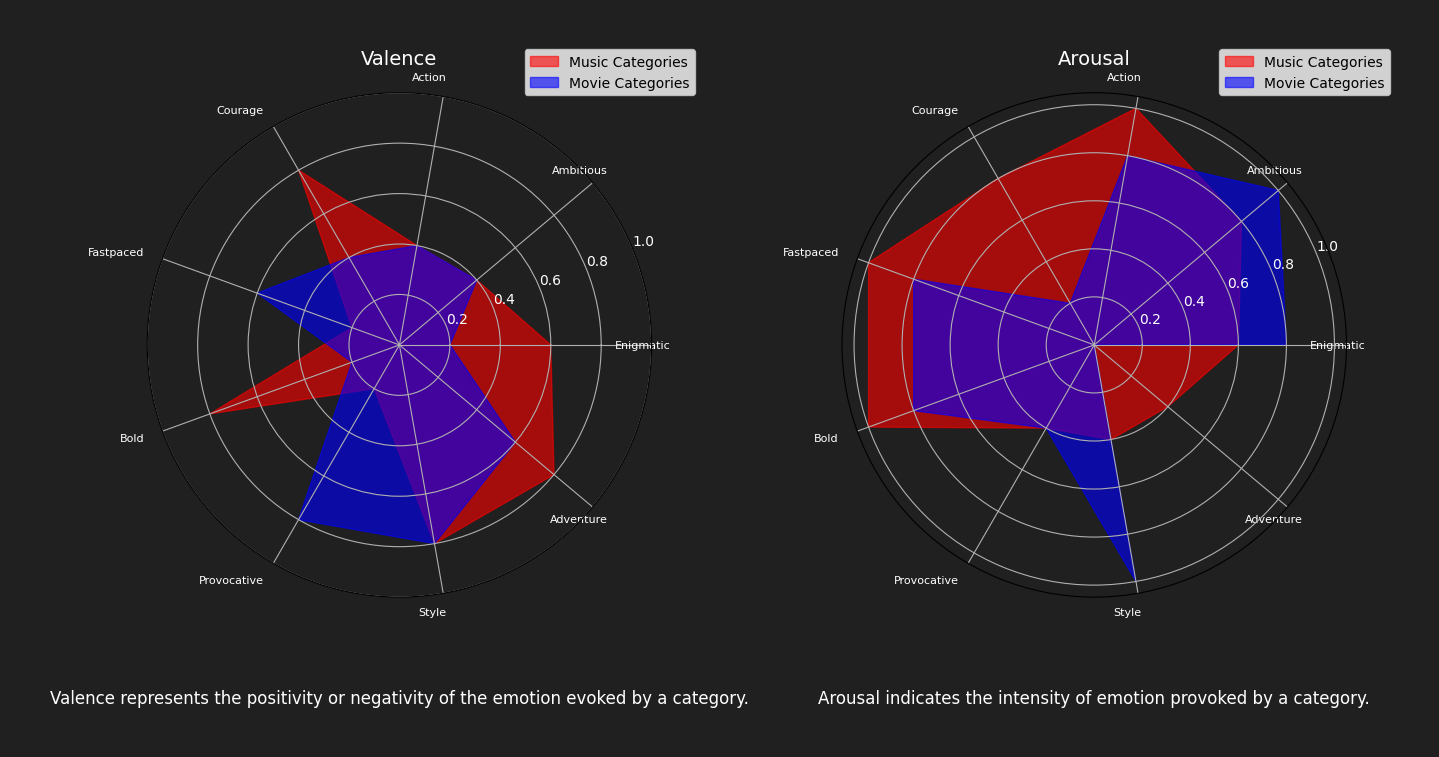 Valence
Music Categories
Movie Categories
Action
Courage
Ambitious
Fastpaced
1.0
0.8
0.6
0.4
0.2
Enigmatic
Bold
Adventure
Provocative
Style
Valence represents the positivity or negativity of the emotion evoked by a category.
Arousal
Music Categories
Movie Categories
Action
Courage
Ambitious
Fastpaced
1.0
0.8
0.6
0.4
0.2
Enigmatic
Bold
Adventure
Provocative
Style
Arousal indicates the intensity of emotion provoked by a category.